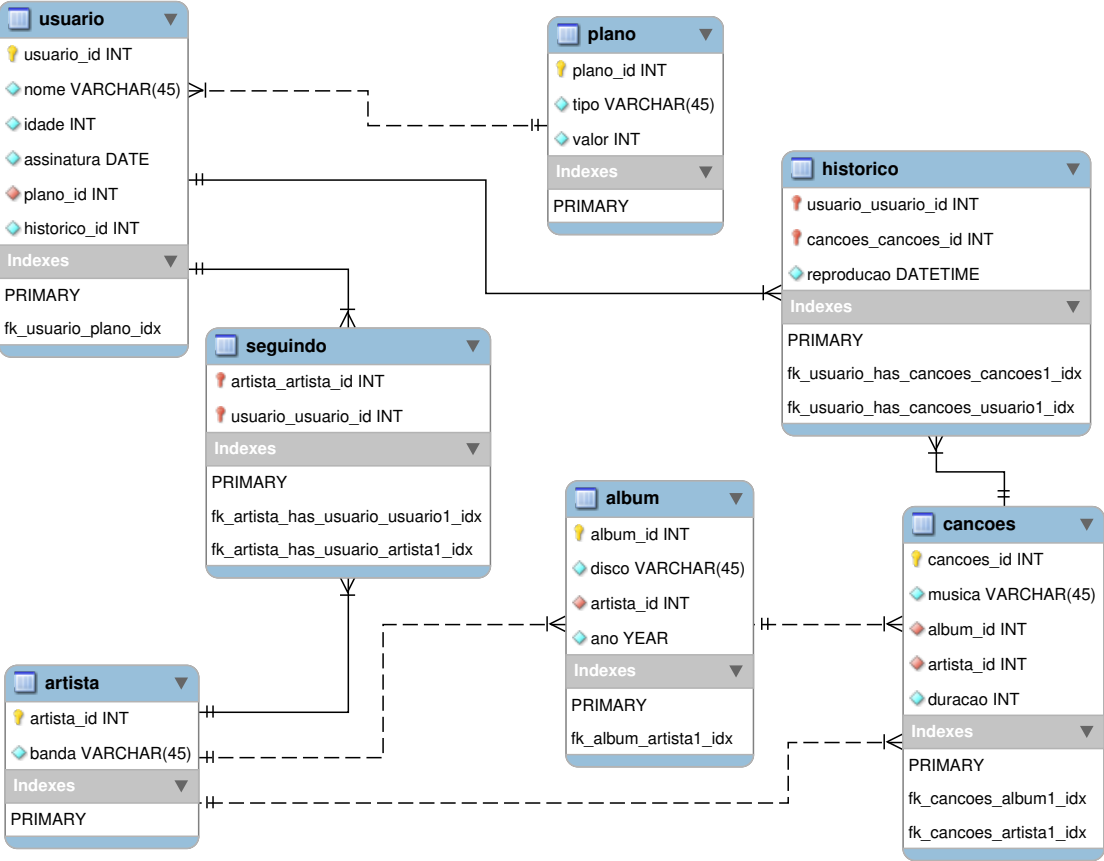 usuario
usuario_id INT
nome VARCHAR(45)
idade INT
assinatura DATE
plano_id INT
historico_id INT
Indexes
PRIMARY
fk_usuario_plano_idx
plano
plano_id INT
tipo VARCHAR(45)
valor INT
Indexes
PRIMARY
historico
usuario_usuario_id INT
cancoes_cancoes_id INT
reproducao DATETIME
Indexes
PRIMARY
fk_usuario_has_cancoes_cancoes1_idx
fk_usuario_has_cancoes_usuario1_idx
seguindo
artista_artista_id INT
usuario_usuario_id INT
Indexes
PRIMARY
fk_artista_has_usuario_usuario1_idx
fk_artista_has_usuario_artista1_idx
album
album_id INT
disco VARCHAR(45)
artista_id INT
ano YEAR
Indexes
PRIMARY
fk_album_artista1_idx
cancoes
cancoes_id INT
musica VARCHAR(45)
album_id INT
artista_id INT
duracao INT
Indexes
PRIMARY
fk_cancoes_album1_idx
fk_cancoes_artista1_idx
artista
artista_id INT
banda VARCHAR(45)
Indexes
PRIMARY